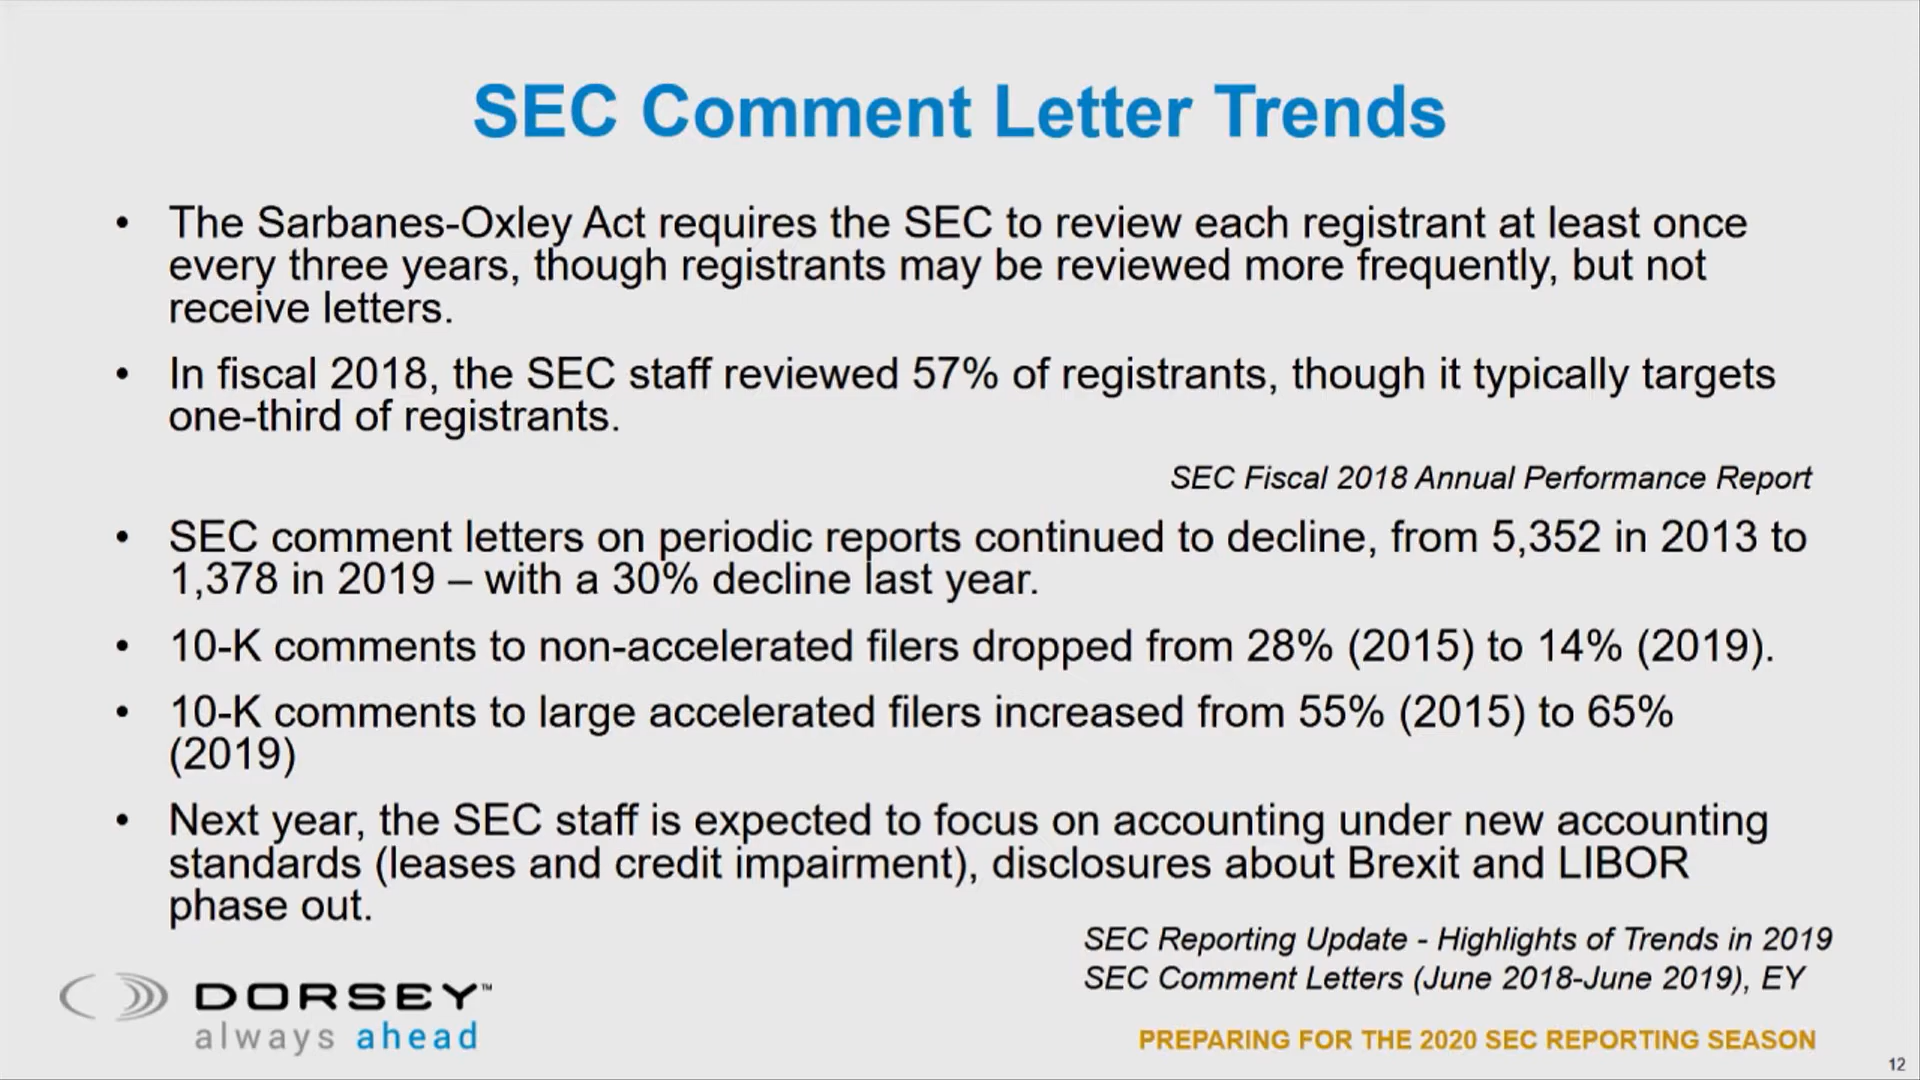 SEC Comment Letter Trends
• The Sarbanes-Oxley Act requires the SEC to review each registrant at least once
every three years, though registrants may be reviewed more frequently, but not
receive letters.
• In fiscal 2018, the SEC staff reviewed 57% of registrants, though it typically targets
one-third of registrants.
SEC Fiscal 2018 Annual Performance Report
• SEC comment letters on periodic reports continued to decline, from 5,352 in 2013 to
1,378 in 2019 – with a 30% decline last year.
• 10-K comments to non-accelerated filers dropped from 28% (2015) to 14% (2019).
• 10-K comments to large accelerated filers increased from 55% (2015) to 65%
(2019)
• Next year, the SEC staff is expected to focus on accounting under new accounting
standards (leases and credit impairment), disclosures about Brexit and LIBOR
phase out.
SEC Reporting Update - Highlights of Trends in 2019
SEC Comment Letters (June 2018-June 2019), EY
DORSEY™
always ahead
PREPARING FOR THE 2020 SEC REPORTING SEASON
12